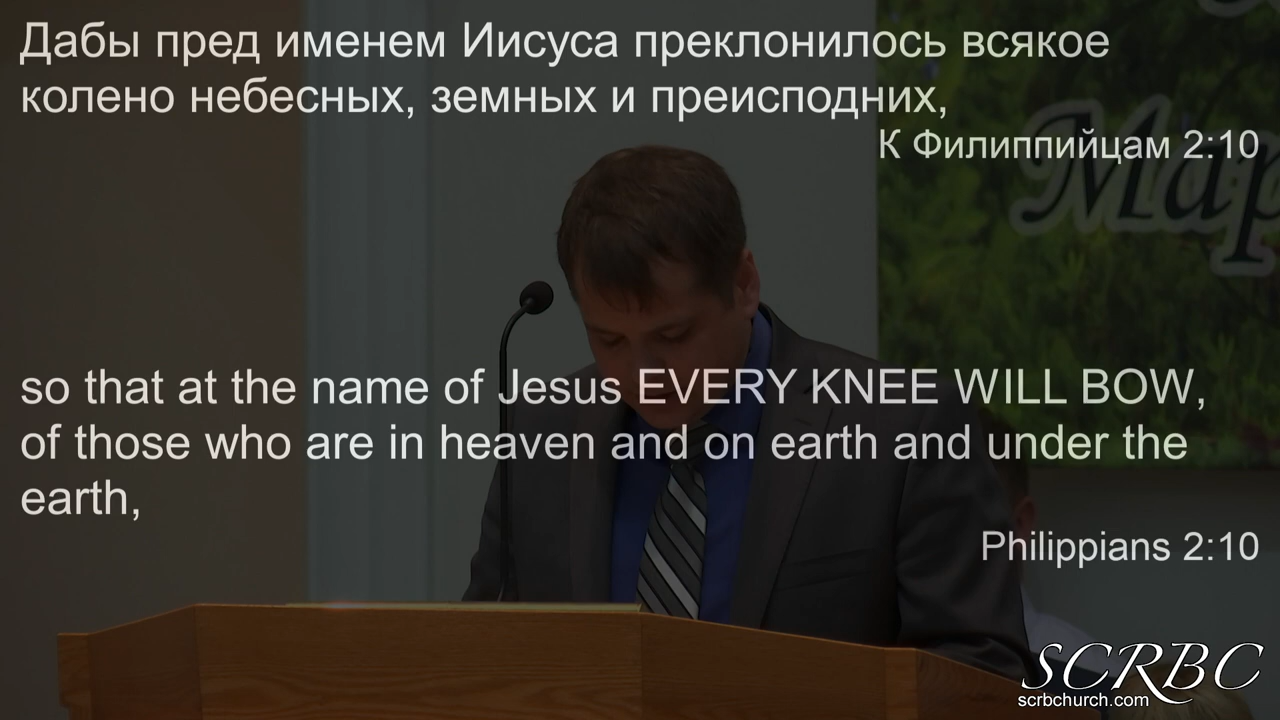 Дабы пред именем Иисуса преклонилось всякое
колено небесных, земных и преисподних,
К Филиппийцам 2:10
Мар
so that at the name of Jesus EVERY KNEE WILL BOW,
of those who are in heaven and on earth and under the
earth,
Philippians 2:10
SCRBC
scrbchurch.com